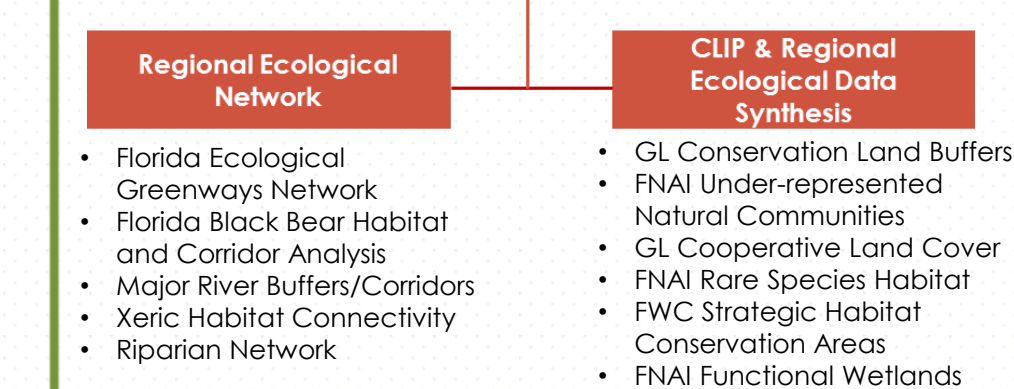 Regional Ecological
Network
• Florida Ecological
Greenways Network
• Florida Black Bear Habitat
and Corridor Analysis
• Major River Buffers/Corridors
• Xeric Habitat Connectivity
• Riparian Network
CLIP & Regional
Ecological Data
Synthesis
• GL Conservation Land Buffers
• FNAI Under-represented
Natural Communities
• GL Cooperative Land Cover
• FNAI Rare Species Habitat
• FWC Strategic Habitat
Conservation Areas
• FNAI Functional Wetlands